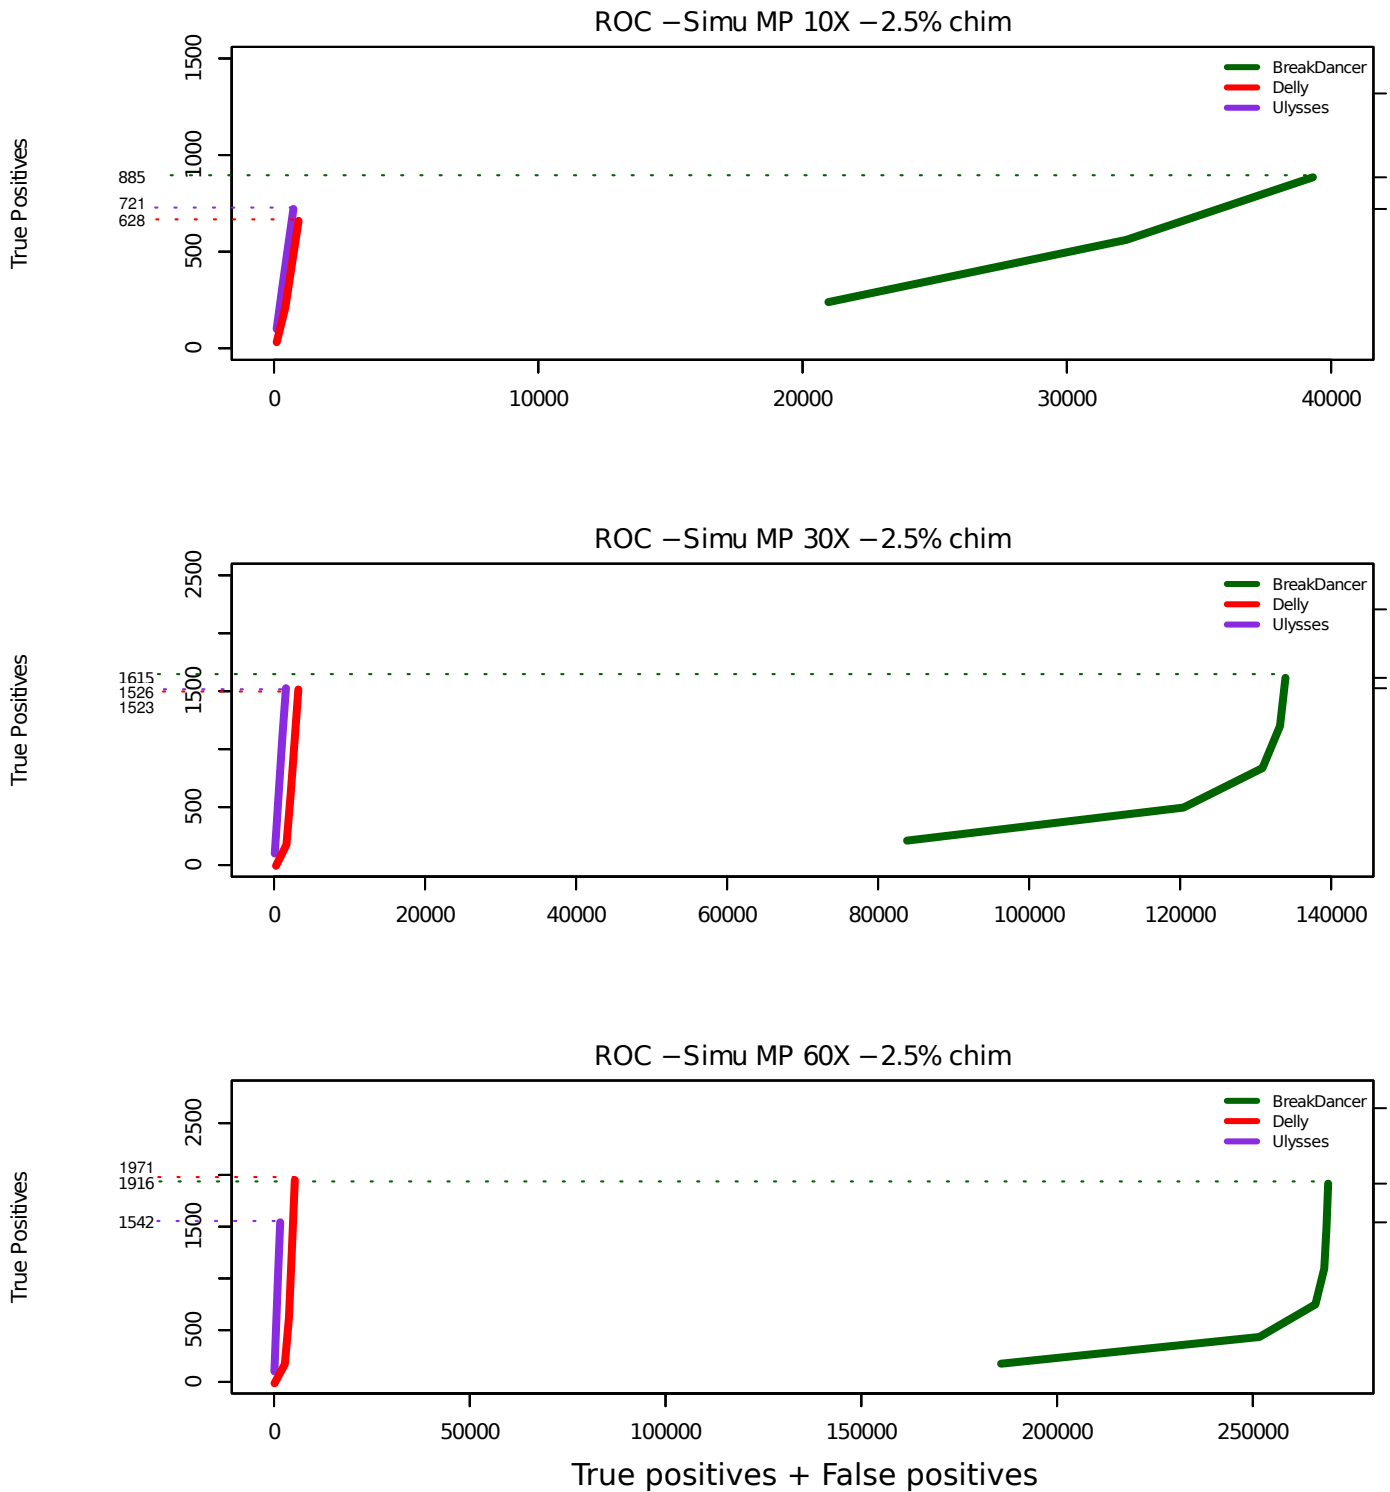 ROC −Simu MP 10X −2.5% chim
True Positives
1500
1000
500
0
885
721
628
BreakDancer
Delly
Ulysses
0 10000 20000 30000 40000
ROC −Simu MP 30X −2.5% chim
True Positives
2500
1500
500
0
1615
1526
1523
BreakDancer
Delly
Ulysses
0 20000 40000 60000 80000 100000 120000 140000
ROC −Simu MP 60X −2.5% chim
True Positives
2500
1500
500
0
1971
1916
1542
BreakDancer
Delly
Ulysses
0 50000 100000 150000 200000 250000
True positives + False positives